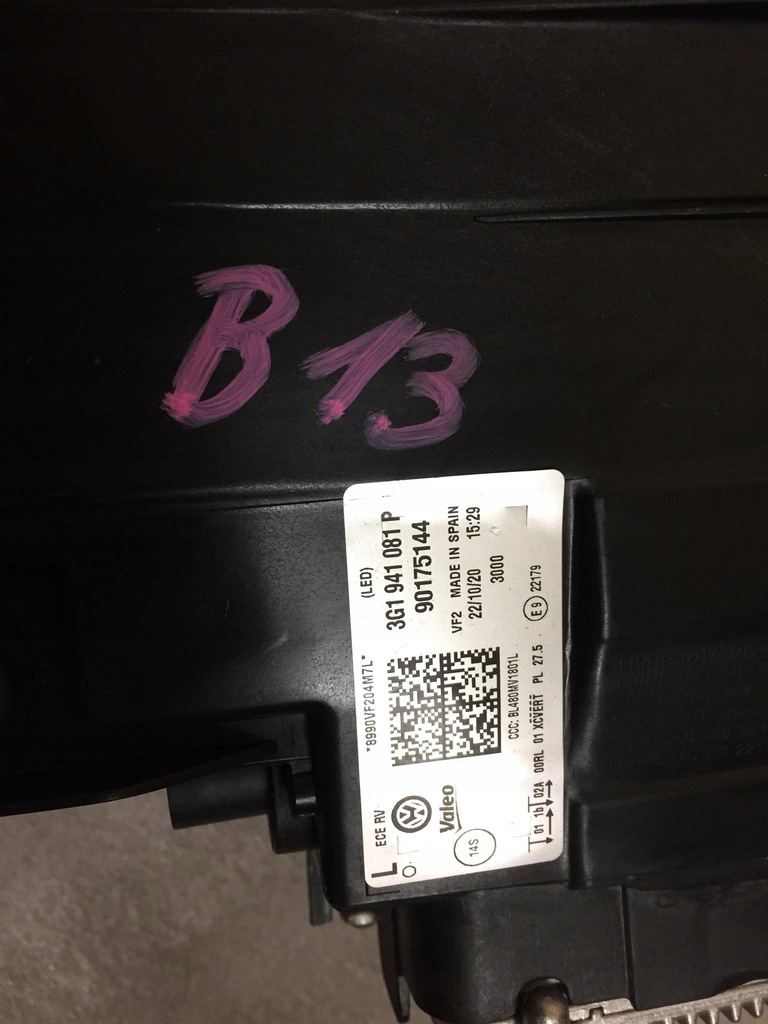 B 13
L ECE RV *8990VF204M7L* (LED)
3G1 941 081 P
90175144
Valeo
VF2 MADE IN SPAIN
22/10/20 15:29
14S
3000
CCC: BL480MV1801L
E9 22179
01 1b 02A 00RL 01 XCVERT PL 27.5